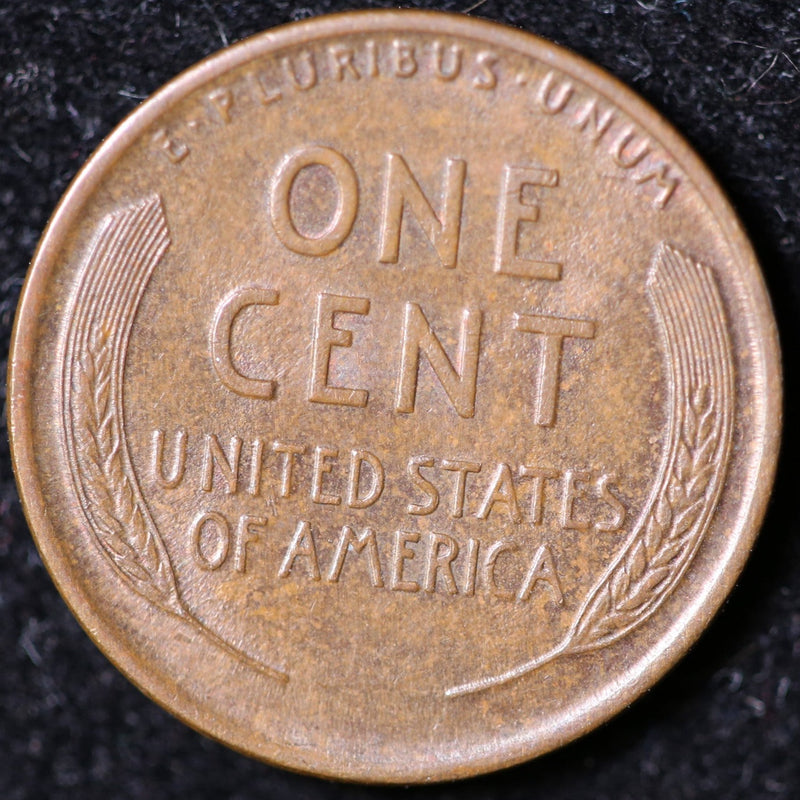 E·PLURIBUS·UNUM
ONE
CENT
UNITED STATES
OF AMERICA